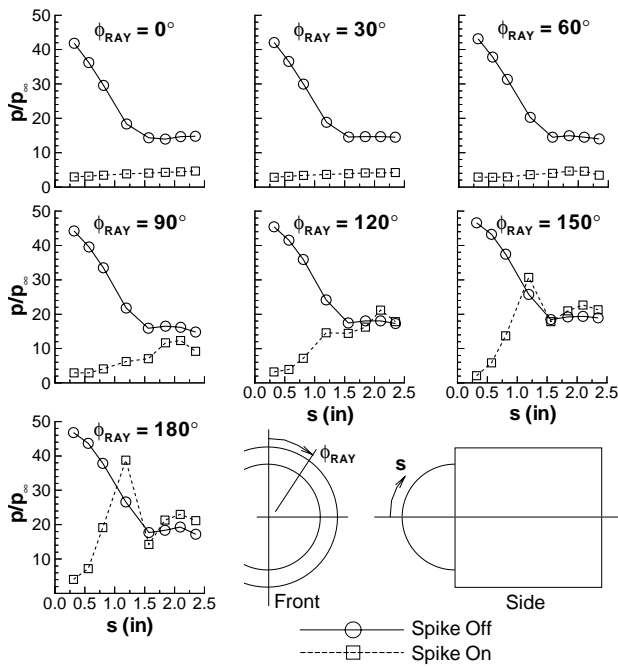 ϕRAY = 0°
ϕRAY = 30°
ϕRAY = 60°
50
40
30
20
10
0
p/p∞
ϕRAY = 90°
ϕRAY = 120°
ϕRAY = 150°
50
40
30
20
10
0
p/p∞
0.0 0.5 1.0 1.5 2.0 2.5
s (in)
0.0 0.5 1.0 1.5 2.0 2.5
s (in)
ϕRAY = 180°
50
40
30
20
10
0
p/p∞
0.0 0.5 1.0 1.5 2.0 2.5
s (in)
ϕRAY
Front
s
Side
Spike Off
Spike On